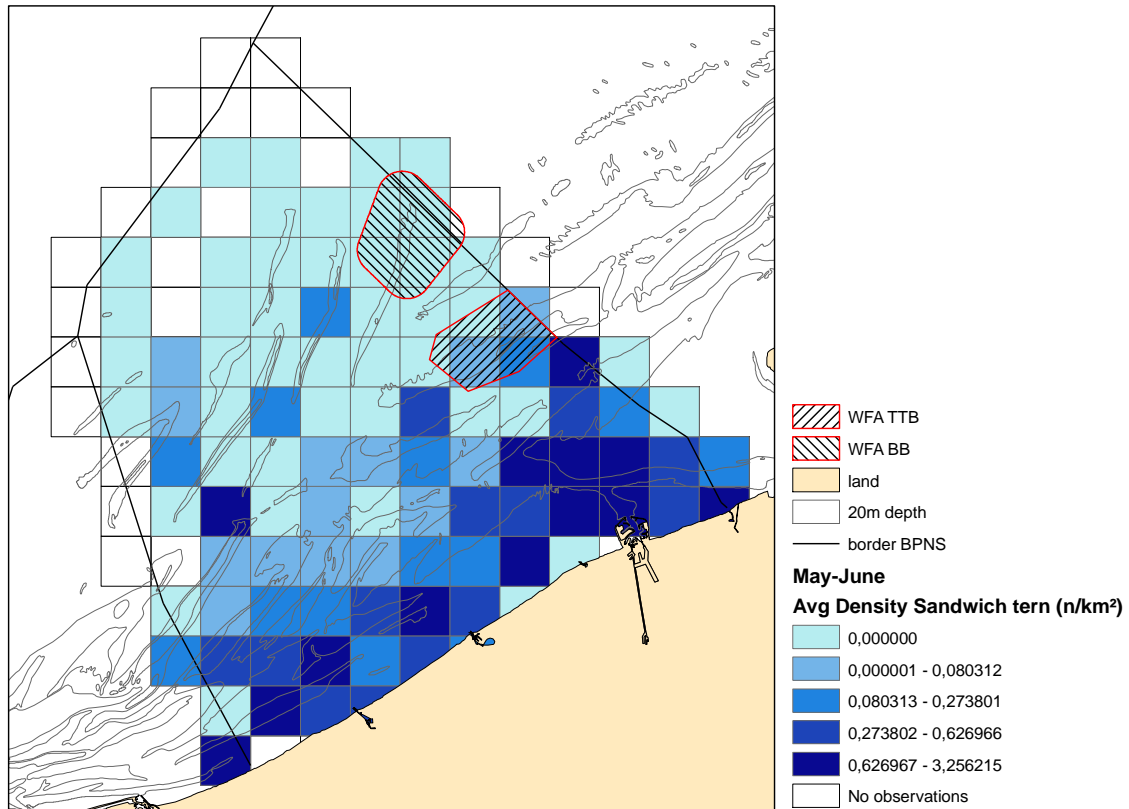 WFA TTB
WFA BB
land
20m depth
border BPNS
May-June
Avg Density Sandwich tern (n/km²)
0,000000
0,000001 - 0,080312
0,080313 - 0,273801
0,273802 - 0,626966
0,626967 - 3,256215
No observations